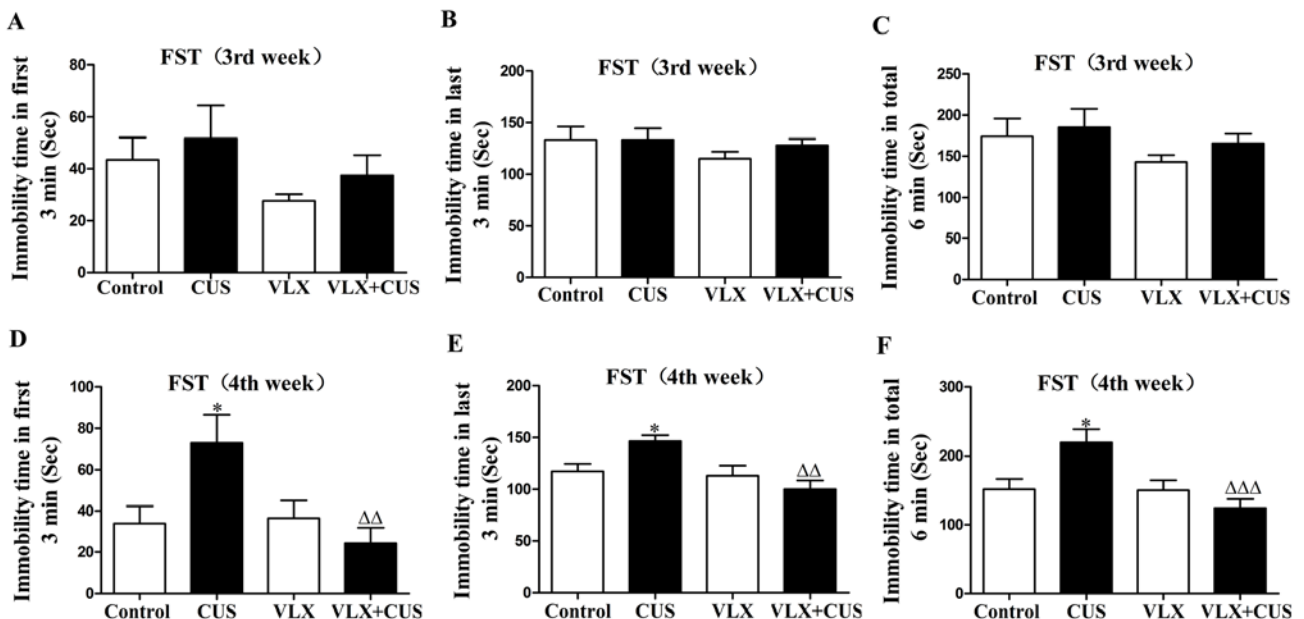 A
FST（3rd week）
Immobility time in first
3 min (Sec)
80
60
40
20
0
Control
CUS
VLX
VLX+CUS
B
FST（3rd week）
Immobility time in last
3 min (Sec)
200
150
100
50
0
Control
CUS
VLX
VLX+CUS
C
FST（3rd week）
Immobility time in total
6 min (Sec)
250
200
150
100
50
0
Control
CUS
VLX
VLX+CUS
D
FST（4th week）
Immobility time in first
3 min (Sec)
100
80
60
40
20
0
*
ΔΔ
Control
CUS
VLX
VLX+CUS
E
FST（4th week）
Immobility time in last
3 min (Sec)
200
150
100
50
0
*
ΔΔ
Control
CUS
VLX
VLX+CUS
F
FST（4th week）
Immobility time in total
6 min (Sec)
300
200
100
0
*
ΔΔΔ
Control
CUS
VLX
VLX+CUS